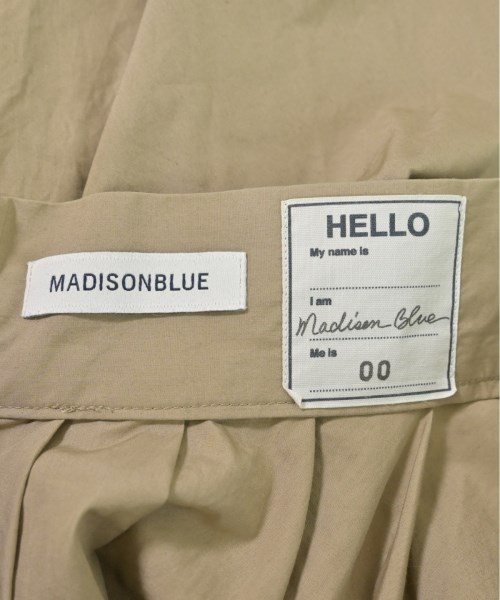 MADISONBLUE
HELLO
My name is
I am
Madison Blue
Me is
00